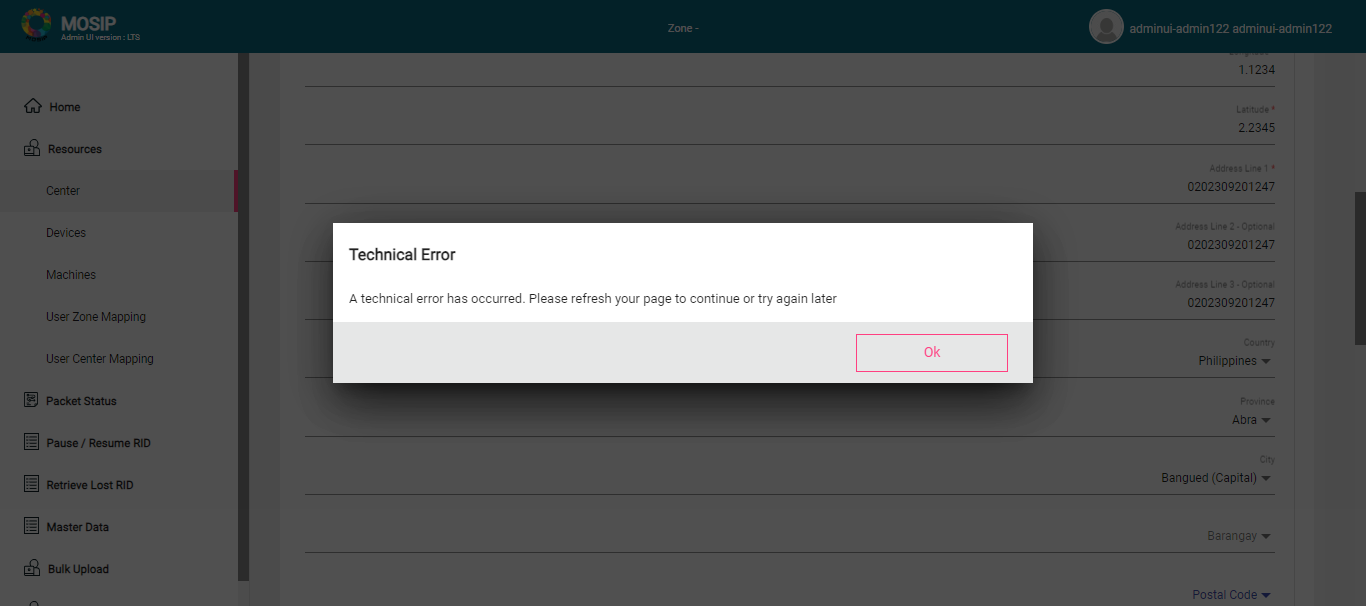 MOSIP
Admin UI version : LTS
Zone -
adminui-admin122 adminui-admin122
Home
Resources
Center
Devices
Machines
User Zone Mapping
User Center Mapping
Packet Status
Pause / Resume RID
Retrieve Lost RID
Master Data
Bulk Upload
1.1234
Latitude *
2.2345
Address Line 1 *
0202309201247
Address Line 2 - Optional
0202309201247
Address Line 3 - Optional
0202309201247
Country
Philippines
Province
Abra
City
Bangued (Capital)
Barangay
Postal Code
Technical Error
A technical error has occurred. Please refresh your page to continue or try again later
Ok